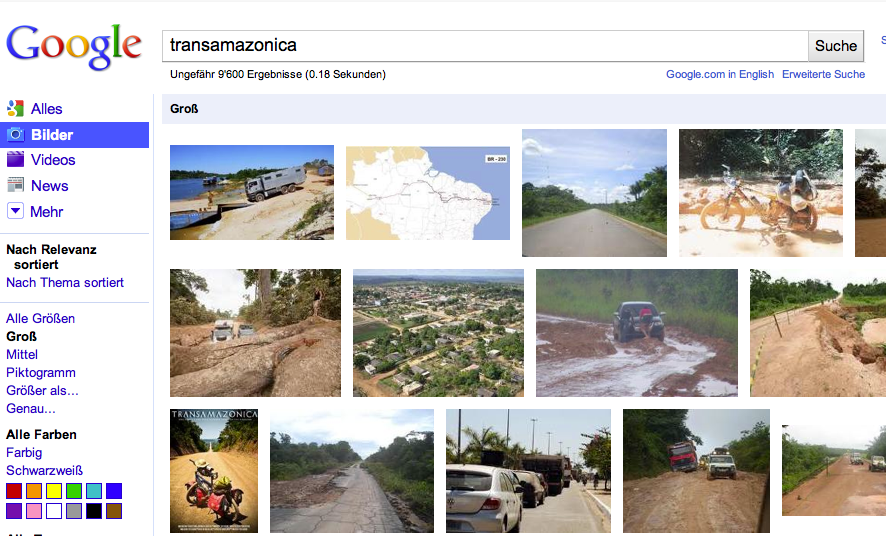 Google
transamazonica
Suche
S
Ungefähr 9'600 Ergebnisse (0.18 Sekunden)
Google.com in English Erweiterte Suche
Alles
Bilder
Videos
News
Mehr
Nach Relevanz
sortiert
Nach Thema sortiert
Alle Größen
Groß
Mittel
Piktogramm
Größer als...
Genau...
Alle Farben
Farbig
Schwarzweiß
Groß
BR - 230
TRANSAMAZONICA